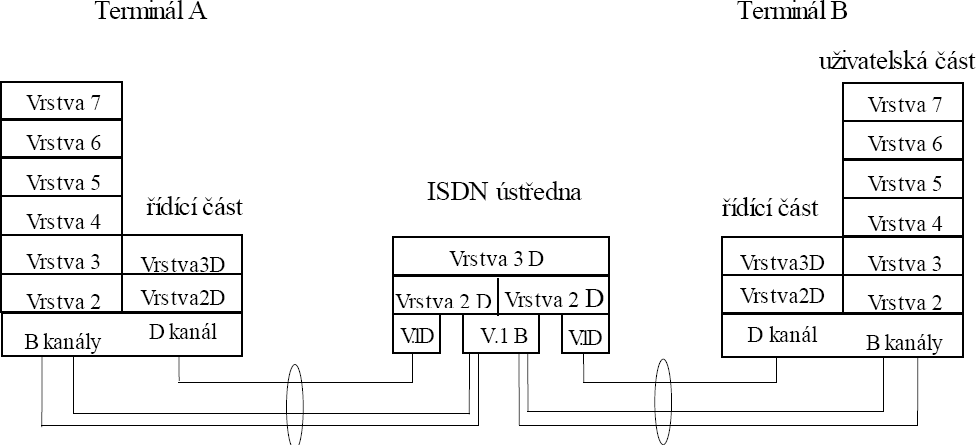 Terminál A
Terminál B
uživatelská část
Vrstva 7
Vrstva 6
Vrstva 5
Vrstva 4
Vrstva 3
Vrstva 2
řídící část
Vrstva3D
Vrstva2D
B kanály
D kanál
ISDN ústředna
Vrstva 3 D
Vrstva 2 D
Vrstva 2 D
V.1D
V.1 B
V.1D
řídící část
Vrstva3D
Vrstva2D
D kanál
Vrstva 7
Vrstva 6
Vrstva 5
Vrstva 4
Vrstva 3
Vrstva 2
B kanály